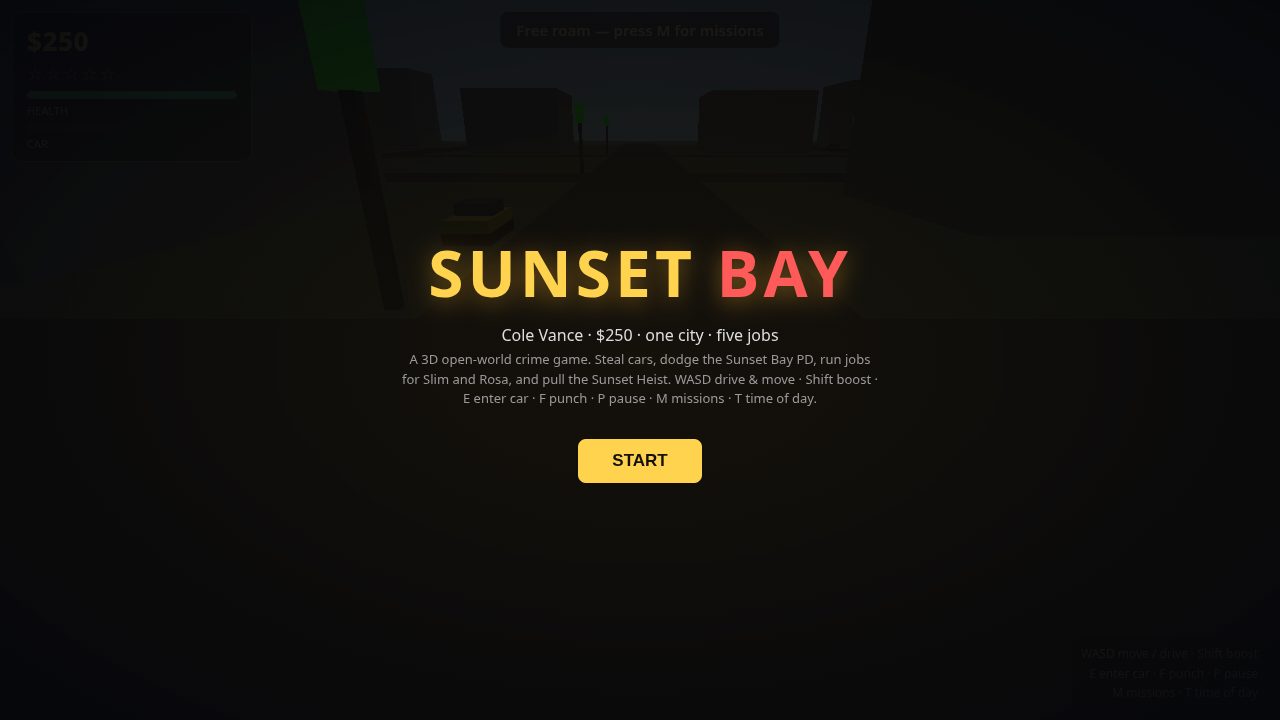 $250
☆☆☆☆☆
HEALTH
CAR
Free roam — press M for missions
SUNSET BAY
Cole Vance · $250 · one city · five jobs
A 3D open-world crime game. Steal cars, dodge the Sunset Bay PD, run jobs
for Slim and Rosa, and pull the Sunset Heist. WASD drive & move · Shift boost ·
E enter car · F punch · P pause · M missions · T time of day.
START
WASD move / drive · Shift boost
E enter car · F punch · P pause
M missions · T time of day